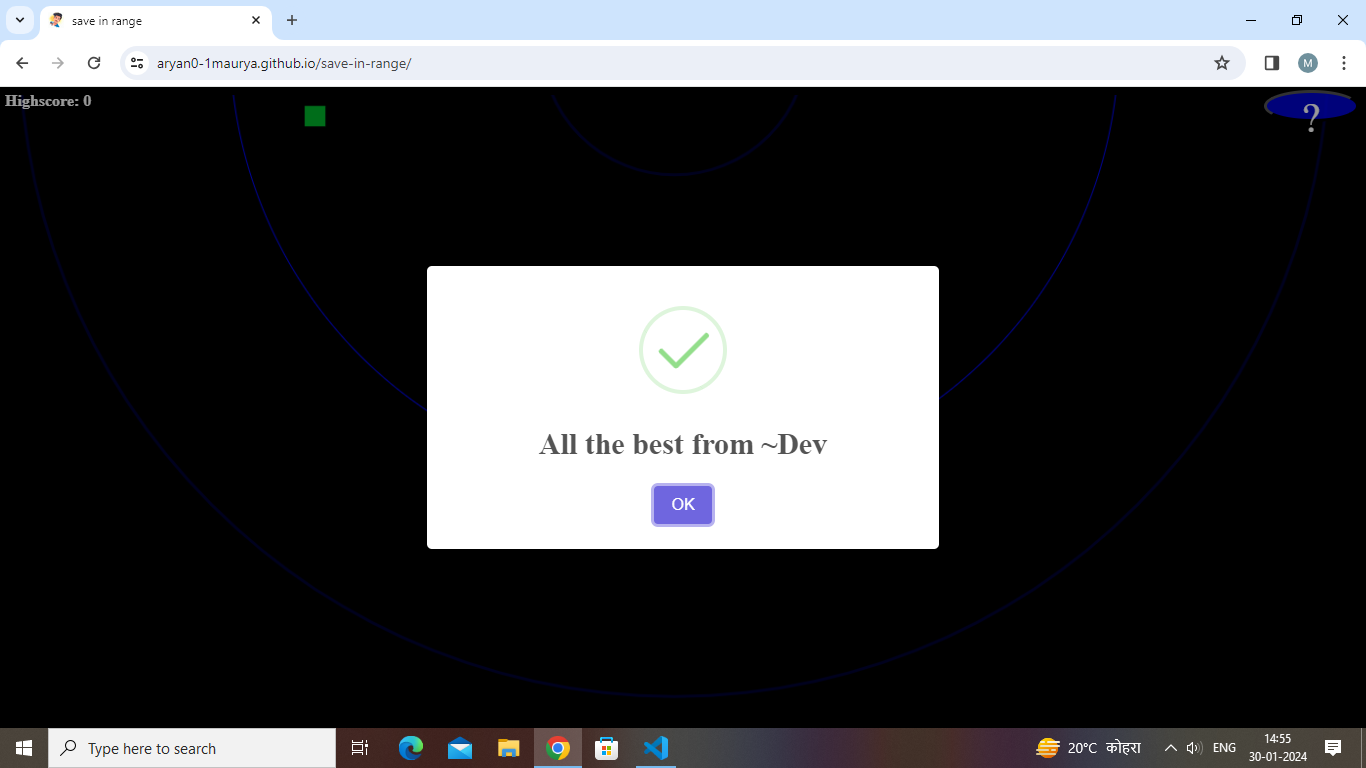 save in range
aryan0-1maurya.github.io/save-in-range/
M
Highscore: 0
?
All the best from ~Dev
OK
Type here to search
20°C कोहरा
ENG
14:55
30-01-2024